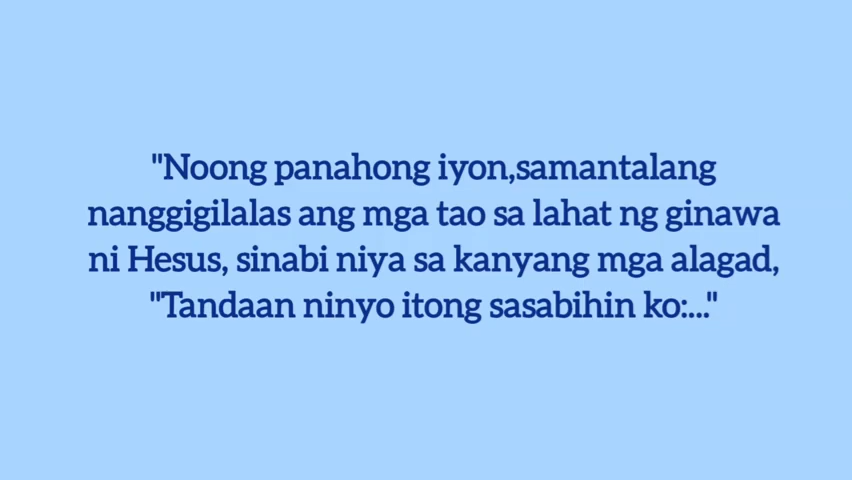 "Noong panahong iyon,samantalang
nanggigilalas ang mga tao sa lahat ng ginawa
ni Hesus, sinabi niya sa kanyang mga alagad,
"Tandaan ninyo itong sasabihin ko:..."